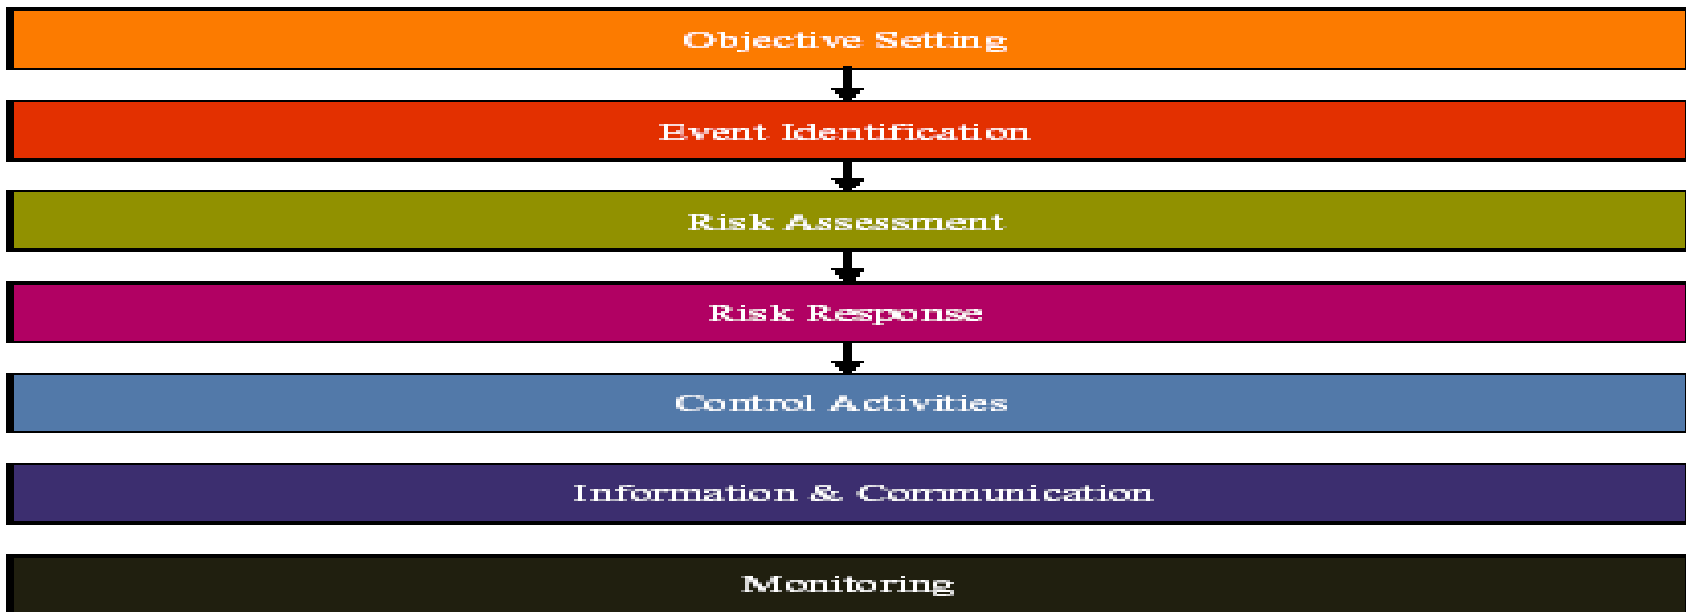 Objective Setting
Event Identification
Risk Assessment
Risk Response
Control Activities
Information & Communication
Monitoring